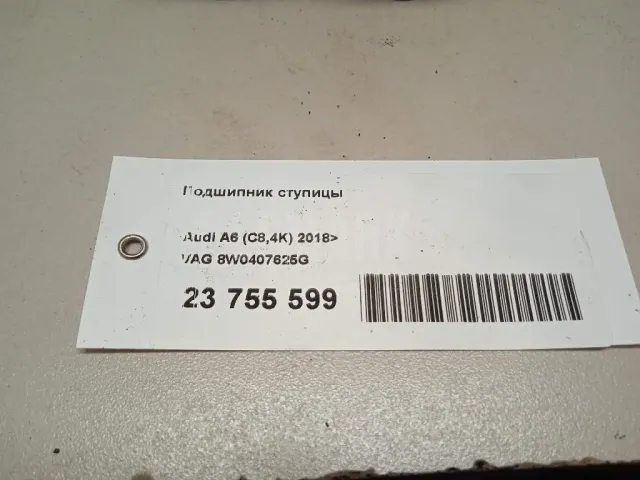 Подшипник ступицы
Audi A6 (C8,4K) 2018>
VAG 8W0407625G
23 755 599